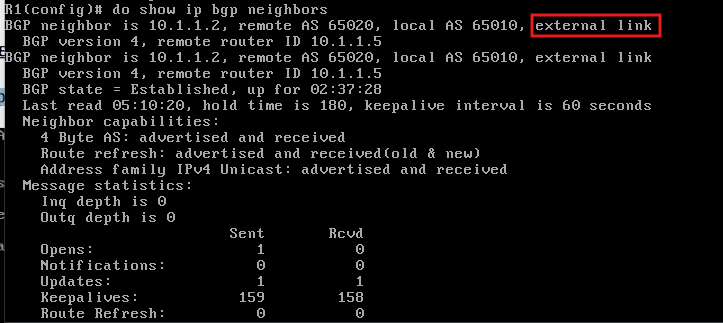 R1(config)# do show ip bgp neighbors
BGP neighbor is 10.1.1.2, remote AS 65020, local AS 65010, external link
BGP version 4, remote router ID 10.1.1.5
BGP neighbor is 10.1.1.2, remote AS 65020, local AS 65010, external link
BGP version 4, remote router ID 10.1.1.5
BGP state = Established, up for 02:37:28
Last read 05:10:20, hold time is 180, keepalive interval is 60 seconds
Neighbor capabilities:
4 Byte AS: advertised and received
Route refresh: advertised and received(old & new)
Address family IPv4 Unicast: advertised and received
Message statistics:
Inq depth is 0
Outq depth is 0
Sent Rcvd
Opens: 1 0
Notifications: 0 0
Updates: 1 1
Keepalives: 159 158
Route Refresh: 0 0